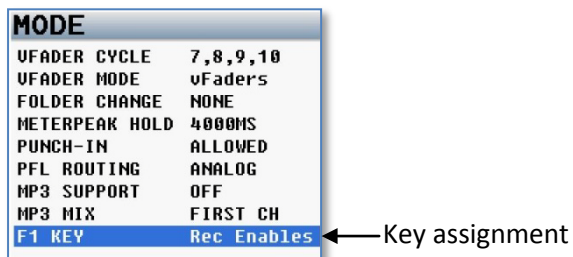 MODE
VFADER CYCLE 7,8,9,10
VFADER MODE vFaders
FOLDER CHANGE NONE
METERPEAK HOLD 4000MS
PUNCH-IN ALLOWED
PFL ROUTING ANALOG
MP3 SUPPORT OFF
MP3 MIX FIRST CH
F1 KEY Rec Enables Key assignment